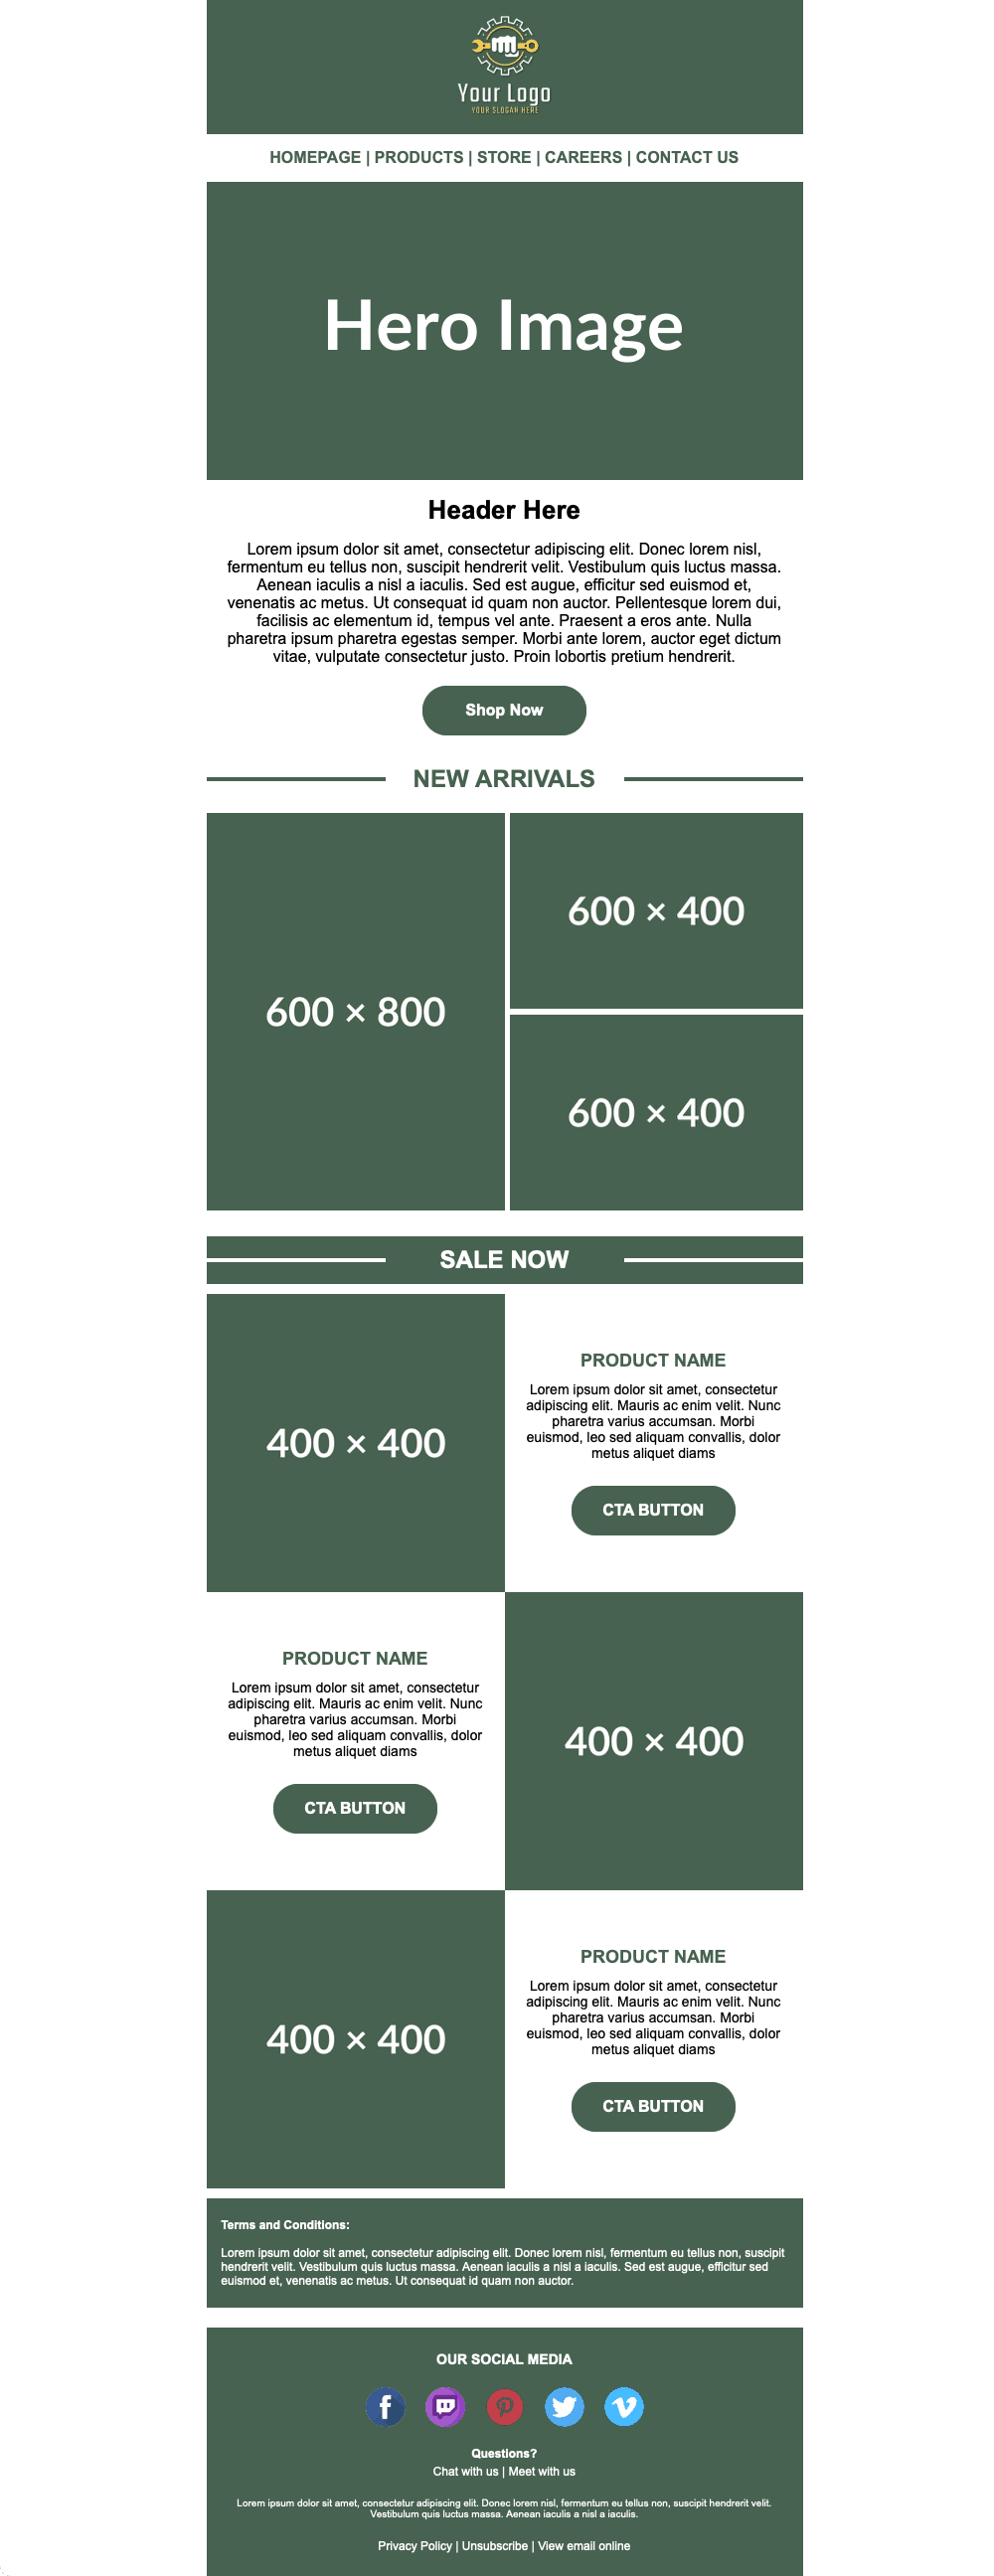 Your Logo
YOUR SLOGAN HERE
HOMEPAGE | PRODUCTS | STORE | CAREERS | CONTACT US
Hero Image
Header Here
Lorem ipsum dolor sit amet, consectetur adipiscing elit. Donec lorem nisl,
fermentum eu tellus non, suscipit hendrerit velit. Vestibulum quis luctus massa.
Aenean iaculis a nisl a iaculis. Sed est augue, efficitur sed euismod et,
venenatis ac metus. Ut consequat id quam non auctor. Pellentesque lorem dui,
facilisis ac elementum id, tempus vel ante. Praesent a eros ante. Nulla
pharetra ipsum pharetra egestas semper. Morbi ante lorem, auctor eget dictum
vitae, vulputate consectetur justo. Proin lobortis pretium hendrerit.
Shop Now
NEW ARRIVALS
600 × 800
600 × 400
600 × 400
SALE NOW
400 × 400
PRODUCT NAME
Lorem ipsum dolor sit amet, consectetur
adipiscing elit. Mauris ac enim velit. Nunc
pharetra varius accumsan. Morbi
euismod, leo sed aliquam convallis, dolor
metus aliquet diams
CTA BUTTON
PRODUCT NAME
Lorem ipsum dolor sit amet, consectetur
adipiscing elit. Mauris ac enim velit. Nunc
pharetra varius accumsan. Morbi
euismod, leo sed aliquam convallis, dolor
metus aliquet diams
CTA BUTTON
400 × 400
400 × 400
PRODUCT NAME
Lorem ipsum dolor sit amet, consectetur
adipiscing elit. Mauris ac enim velit. Nunc
pharetra varius accumsan. Morbi
euismod, leo sed aliquam convallis, dolor
metus aliquet diams
CTA BUTTON
Terms and Conditions:
Lorem ipsum dolor sit amet, consectetur adipiscing elit. Donec lorem nisl, fermentum eu tellus non, suscipit
hendrerit velit. Vestibulum quis luctus massa. Aenean iaculis a nisl a iaculis. Sed est augue, efficitur sed
euismod et, venenatis ac metus. Ut consequat id quam non auctor.
OUR SOCIAL MEDIA
Questions?
Chat with us | Meet with us
Lorem ipsum dolor sit amet, consectetur adipiscing elit. Donec lorem nisl, fermentum eu tellus non, suscipit hendrerit velit.
Vestibulum quis luctus massa. Aenean iaculis a nisl a iaculis.
Privacy Policy | Unsubscribe | View email online